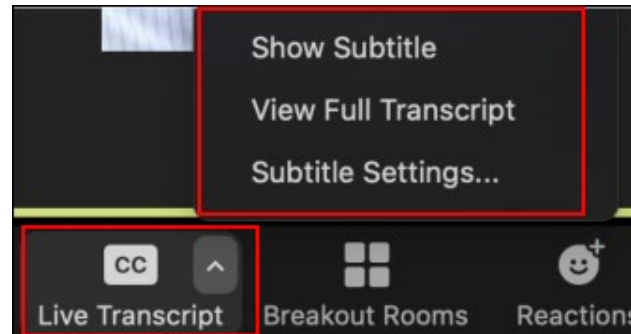 Show Subtitle
View Full Transcript
Subtitle Settings...
CC
Live Transcript Breakout Rooms Reactions